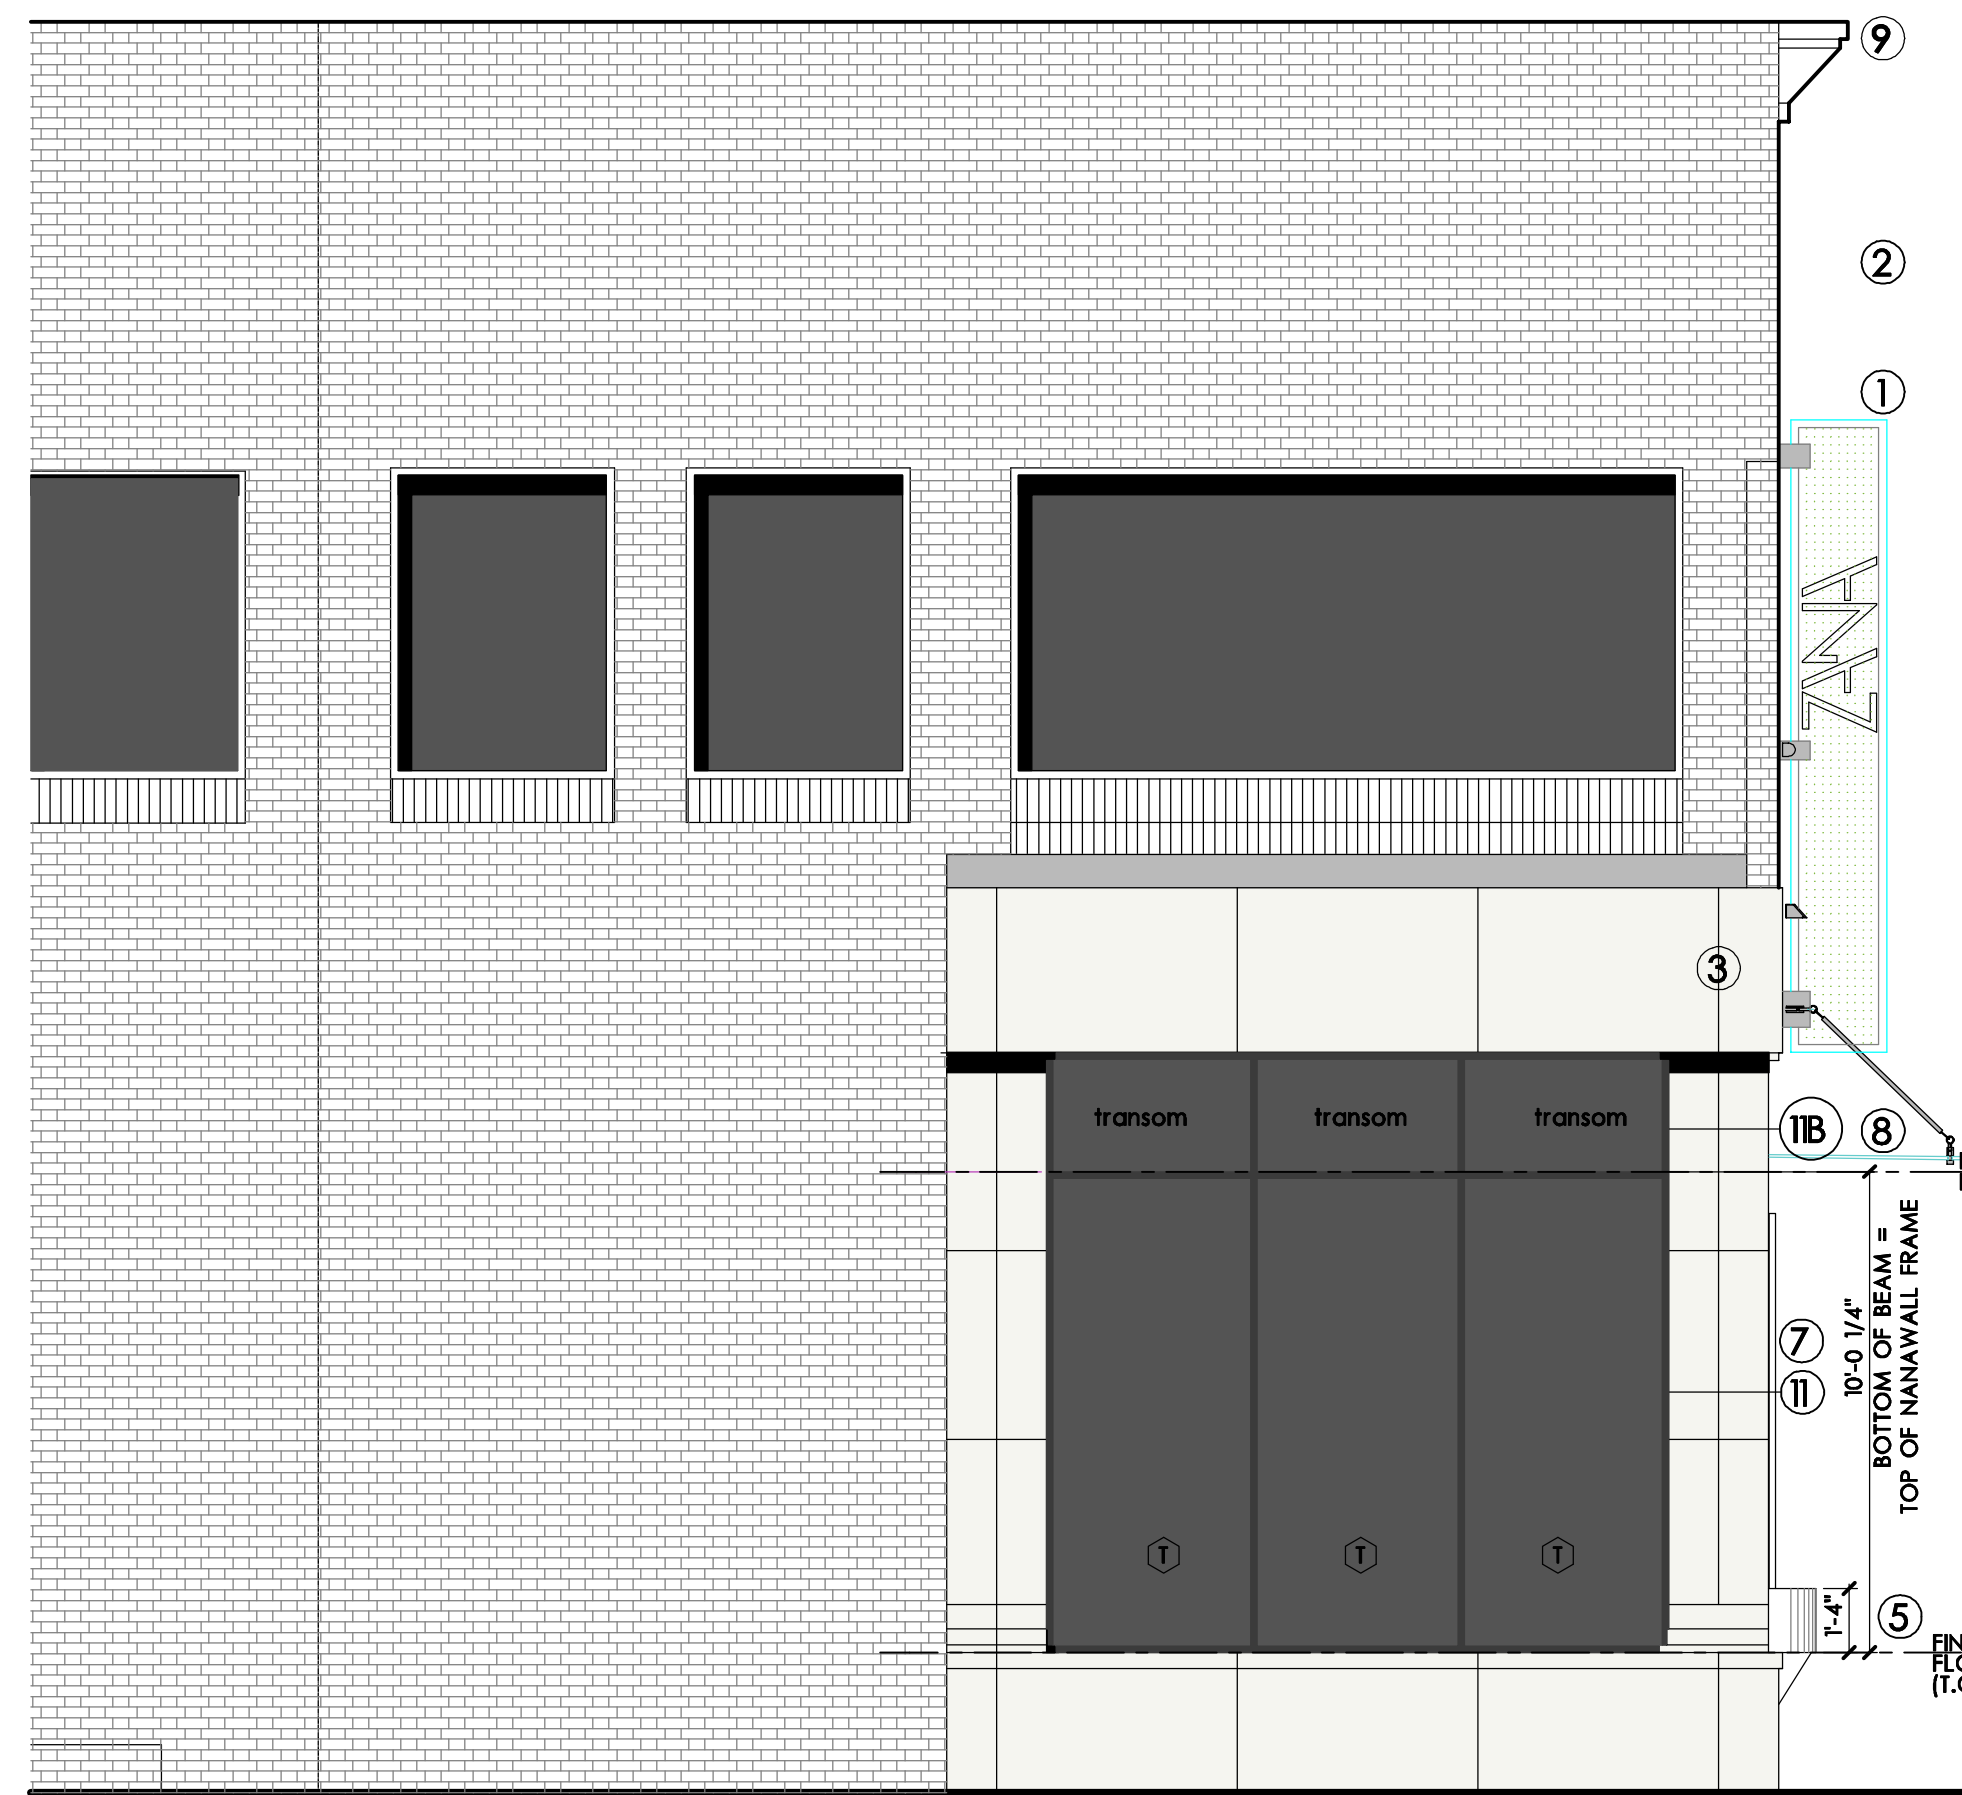 9
2
1
ZANA
3
transom transom transom
11B 8
7
11
10'-0 1/4"
BOTTOM OF BEAM =
TOP OF NANAWALL FRAME
T T T
1'-4"
5